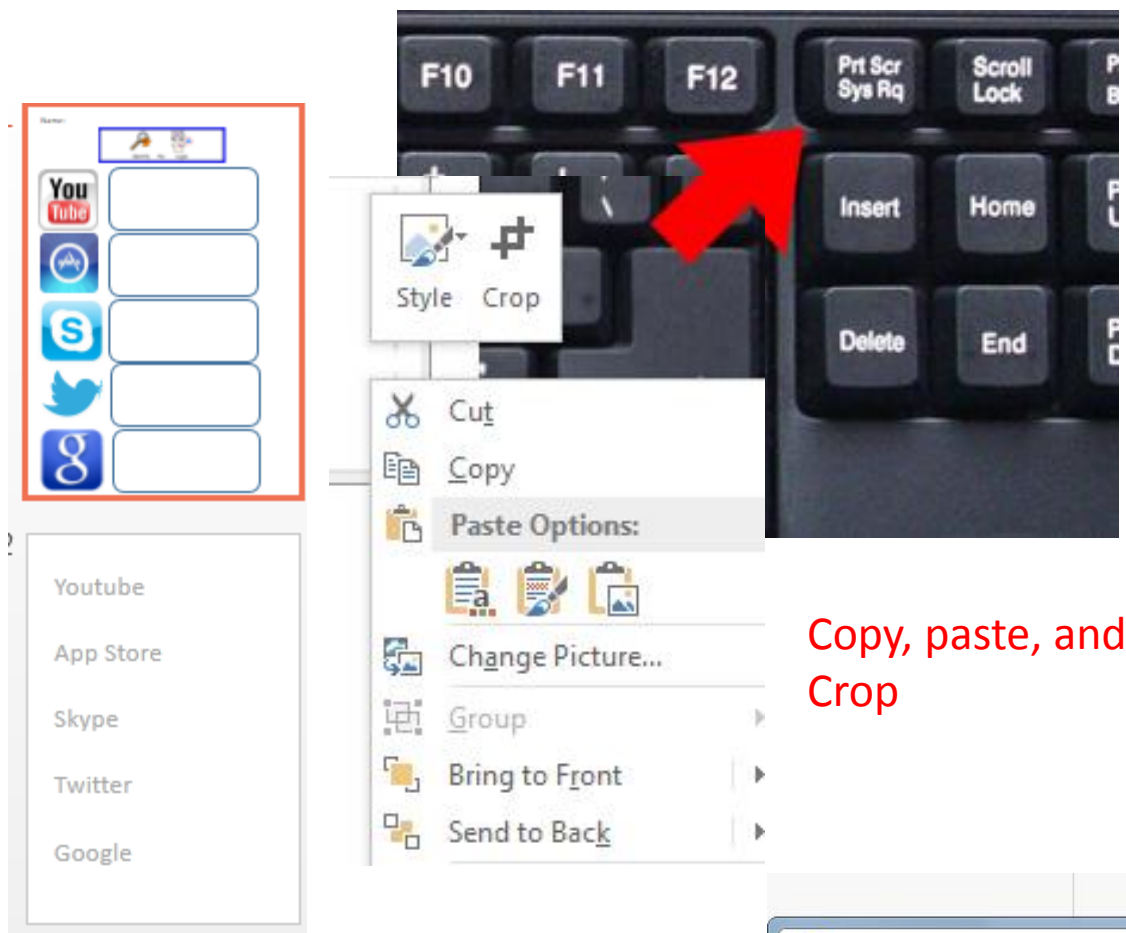 F10 F11 F12 Prt Scr Scroll
Sys Rq Lock
Insert Home
Delete End
Name:
You
Tube
S
8
Style Crop
Cut
Copy
Paste Options:
a
Change Picture...
Group
Bring to Front
Send to Back
Youtube
App Store
Skype
Twitter
Google
Copy, paste, and
Crop